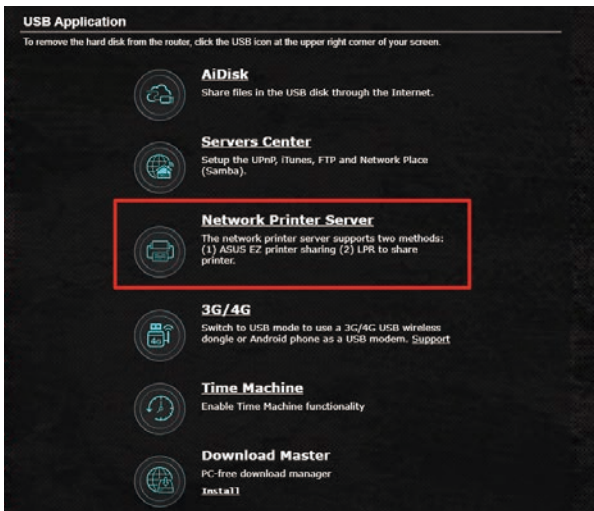 USB Application
To remove the hard disk from the router, click the USB icon at the upper right corner of your screen.
AiDisk
Share files in the USB disk through the Internet.
Servers Center
Setup the UPnP, iTunes, FTP and Network Place
(Samba).
Network Printer Server
The network printer server supports two methods:
(1) ASUS EZ printer sharing (2) LPR to share
printer.
3G/4G
Switch to USB mode to use a 3G/4G USB wireless
dongle or Android phone as a USB modem. Support
4G
Time Machine
Enable Time Machine functionality
Download Master
PC-free download manager
Install